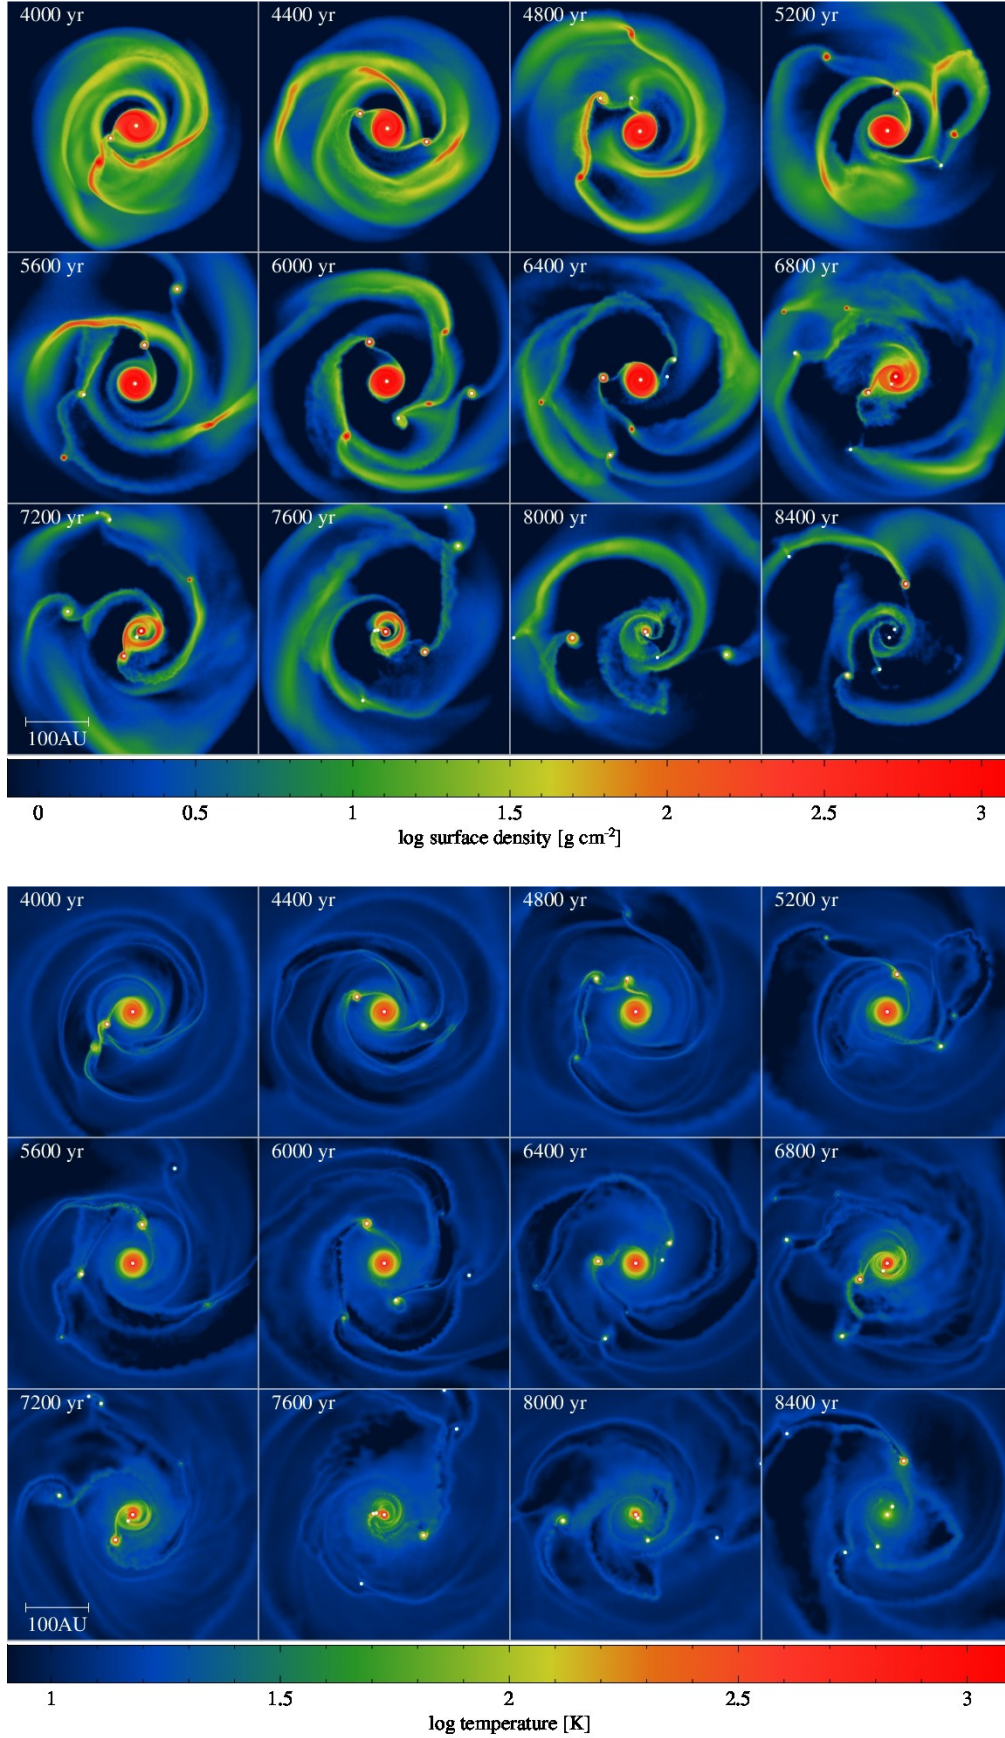 4000 yr 4400 yr 4800 yr 5200 yr
5600 yr 6000 yr 6400 yr 6800 yr
7200 yr 7600 yr 8000 yr 8400 yr
100AU
0 0.5 1 1.5 2 2.5 3
log surface density [g cm⁻²]
4000 yr 4400 yr 4800 yr 5200 yr
5600 yr 6000 yr 6400 yr 6800 yr
7200 yr 7600 yr 8000 yr 8400 yr
100AU
1 1.5 2 2.5 3
log temperature [K]